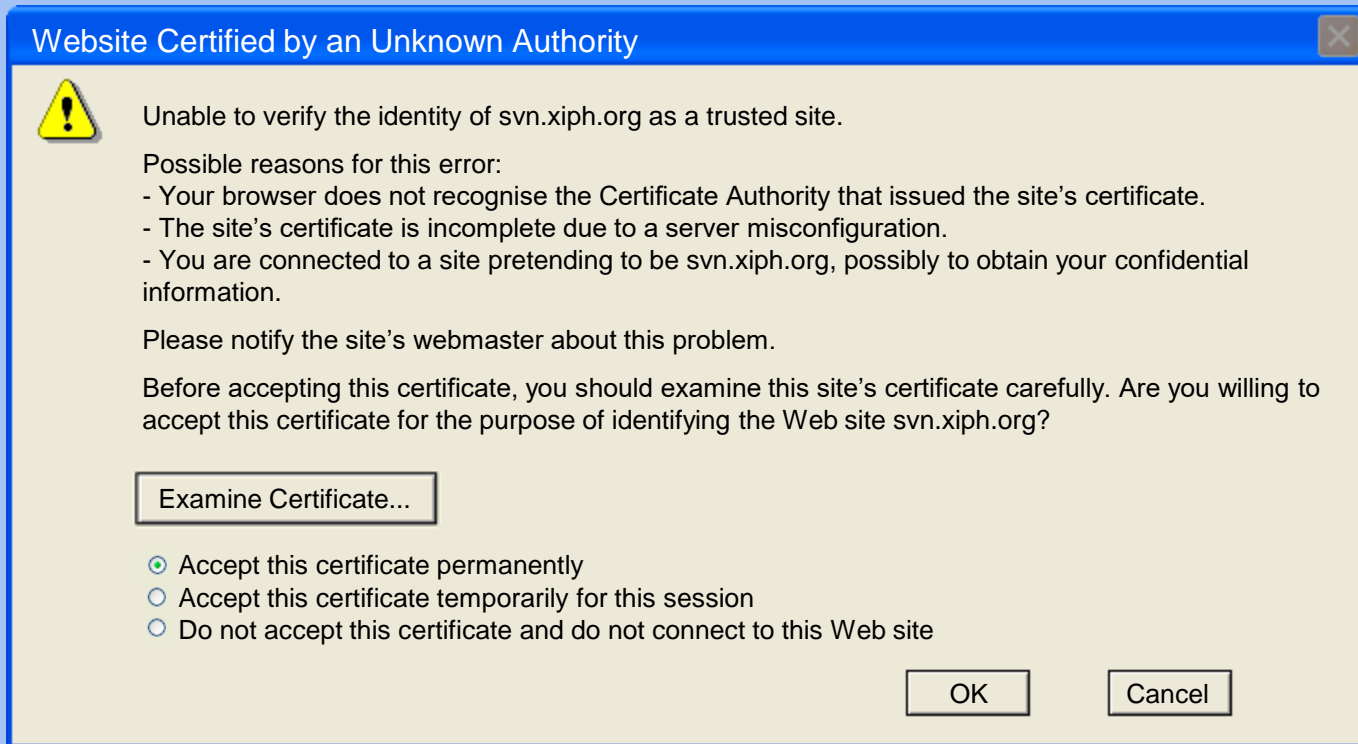 Website Certified by an Unknown Authority
Unable to verify the identity of svn.xiph.org as a trusted site.
Possible reasons for this error:
- Your browser does not recognise the Certificate Authority that issued the site’s certificate.
- The site’s certificate is incomplete due to a server misconfiguration.
- You are connected to a site pretending to be svn.xiph.org, possibly to obtain your confidential
information.
Please notify the site’s webmaster about this problem.
Before accepting this certificate, you should examine this site’s certificate carefully. Are you willing to
accept this certificate for the purpose of identifying the Web site svn.xiph.org?
Examine Certificate...
Accept this certificate permanently
Accept this certificate temporarily for this session
Do not accept this certificate and do not connect to this Web site
OK Cancel